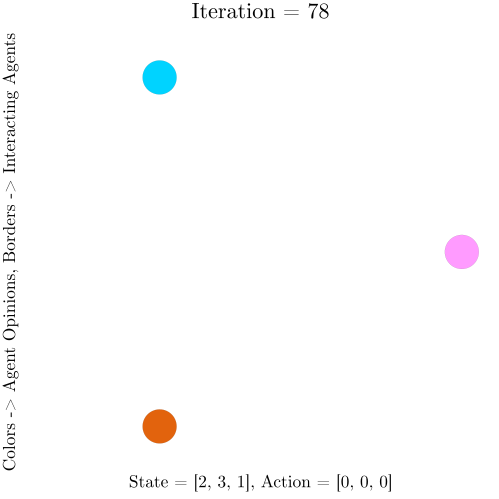 Iteration = 78
Colors -> Agent Opinions, Borders -> Interacting Agents
State = [2, 3, 1], Action = [0, 0, 0]